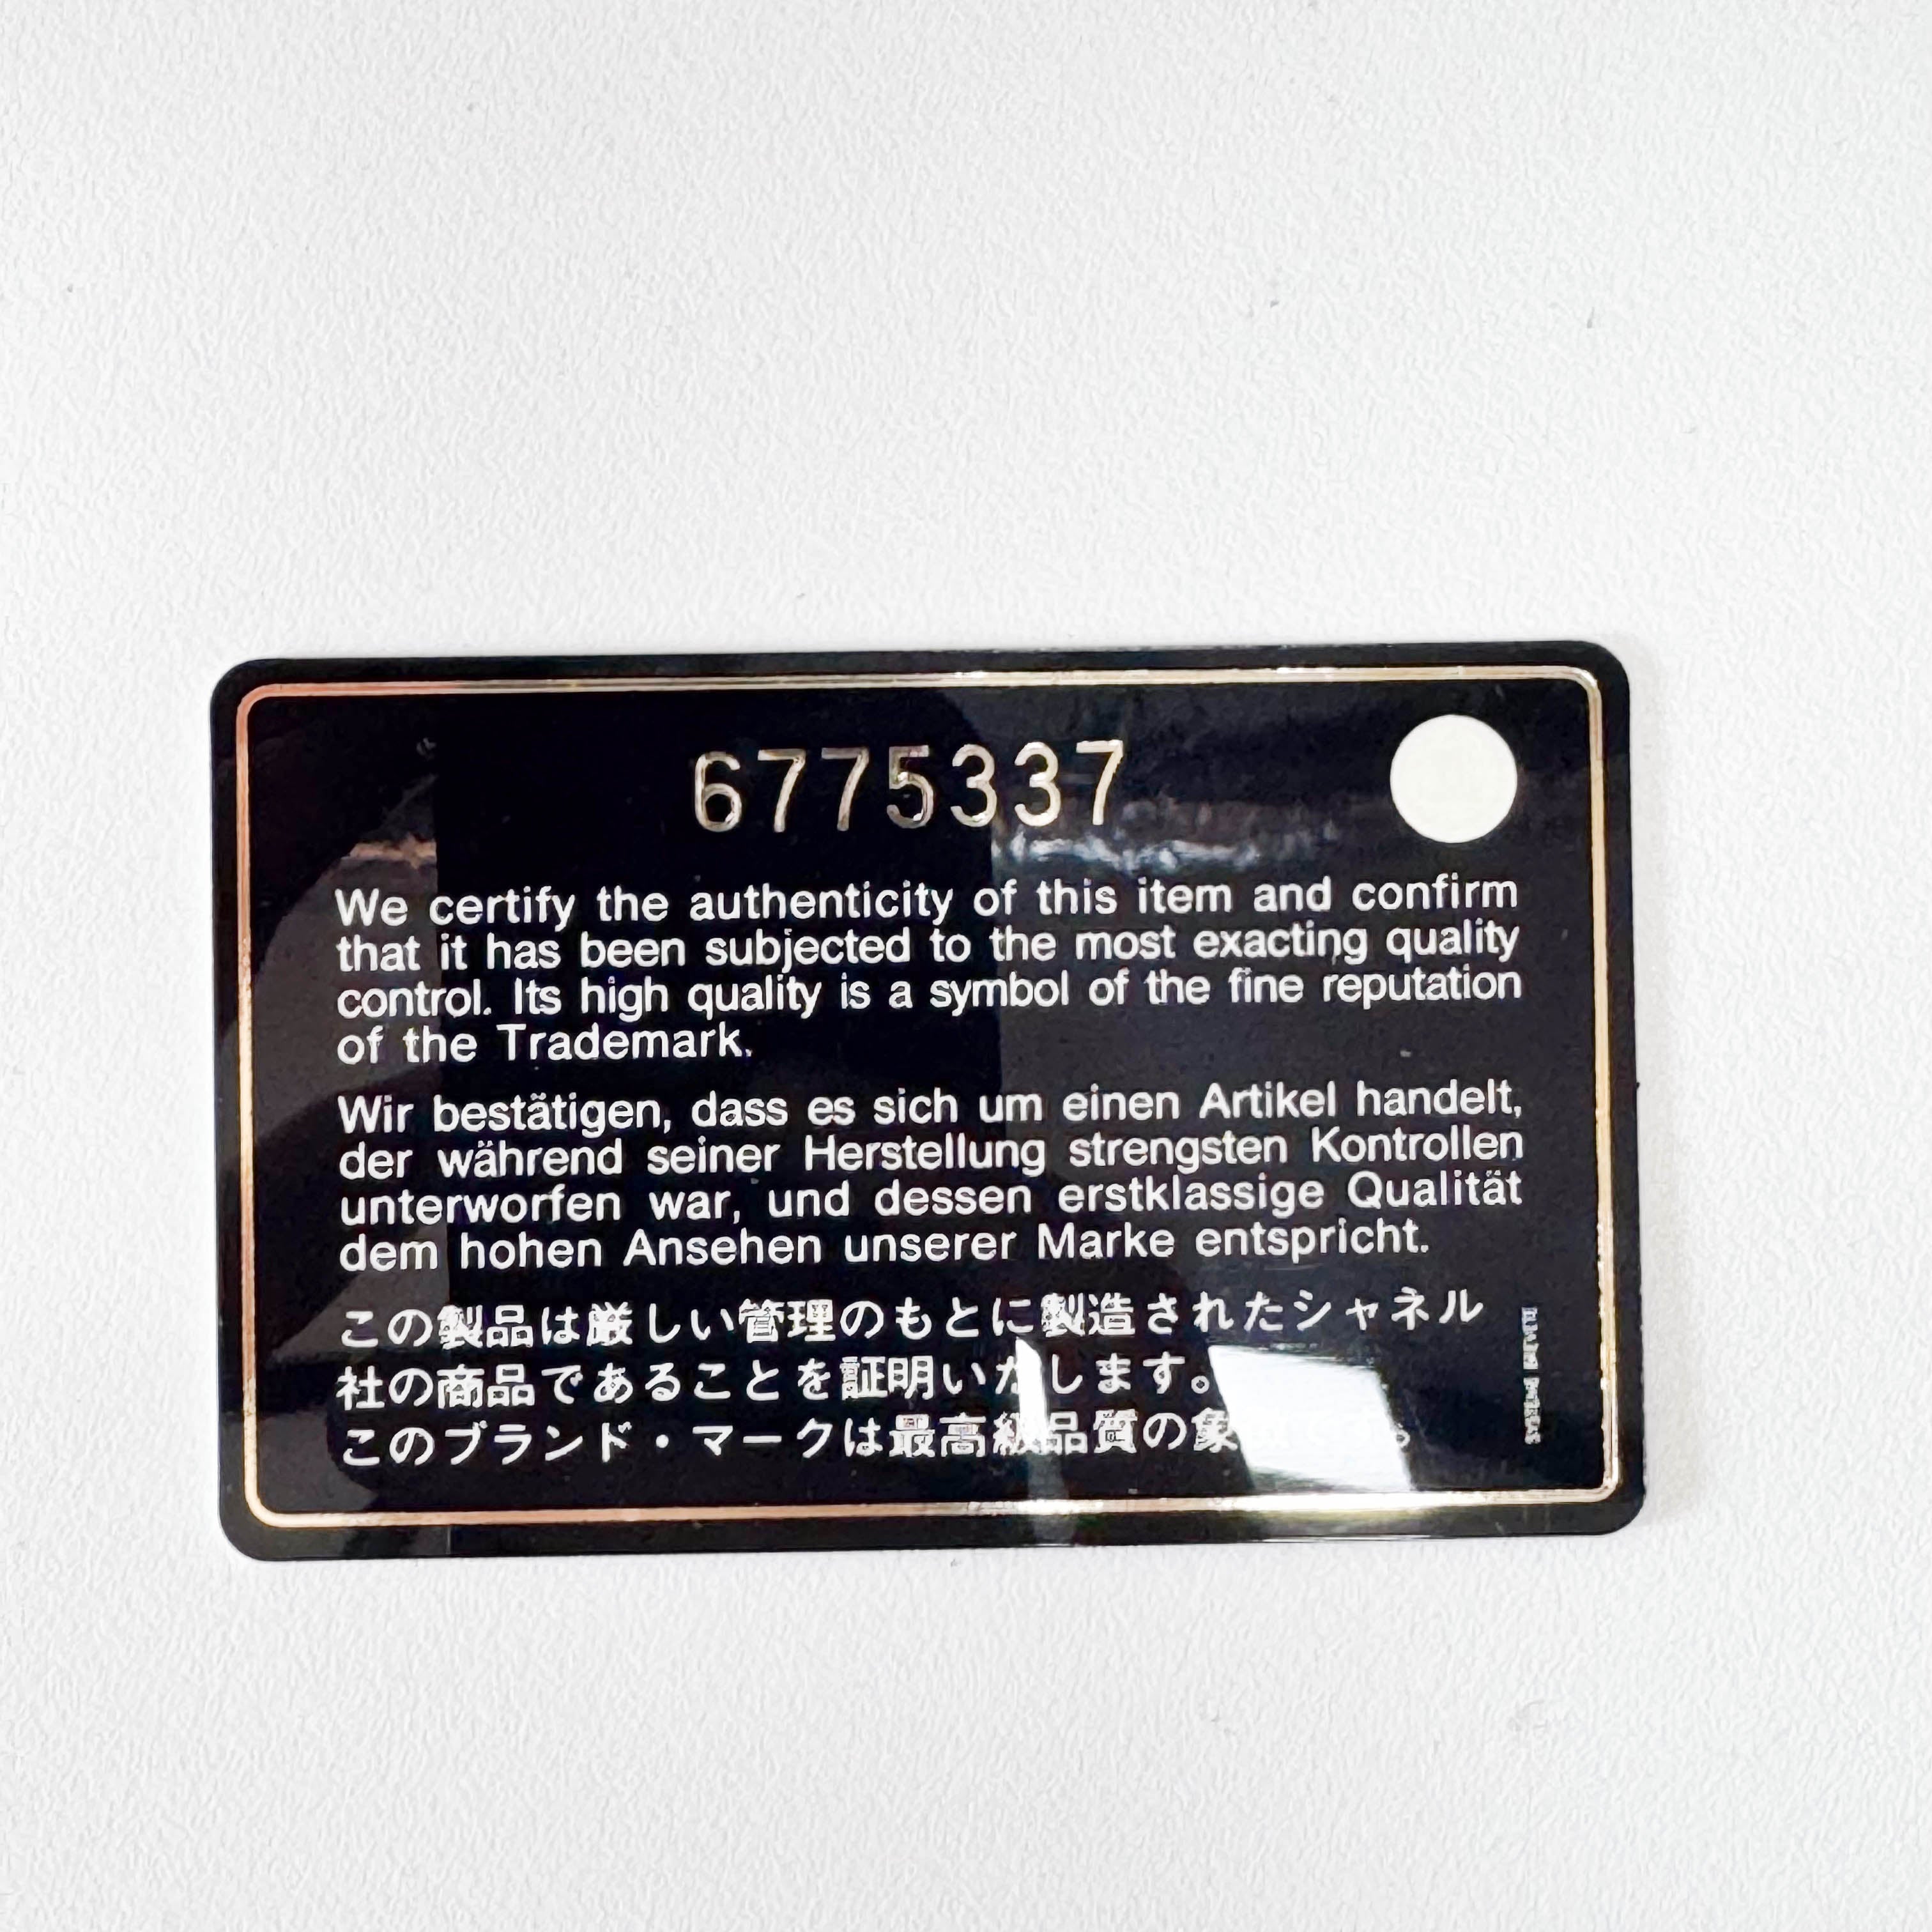 6775337
We certify the authenticity of this item and confirm
that it has been subjected to the most exacting quality
control. Its high quality is a symbol of the fine reputation
of the Trademark.
Wir bestätigen, dass es sich um einen Artikel handelt,
der während seiner Herstellung strengsten Kontrollen
unterworfen war, und dessen erstklassige Qualität
dem hohen Ansehen unserer Marke entspricht.
この製品は厳しい管理のもとに製造されたシャネル
社の商品であることを証明いたします。
このブランド・マークは最高級品質の象